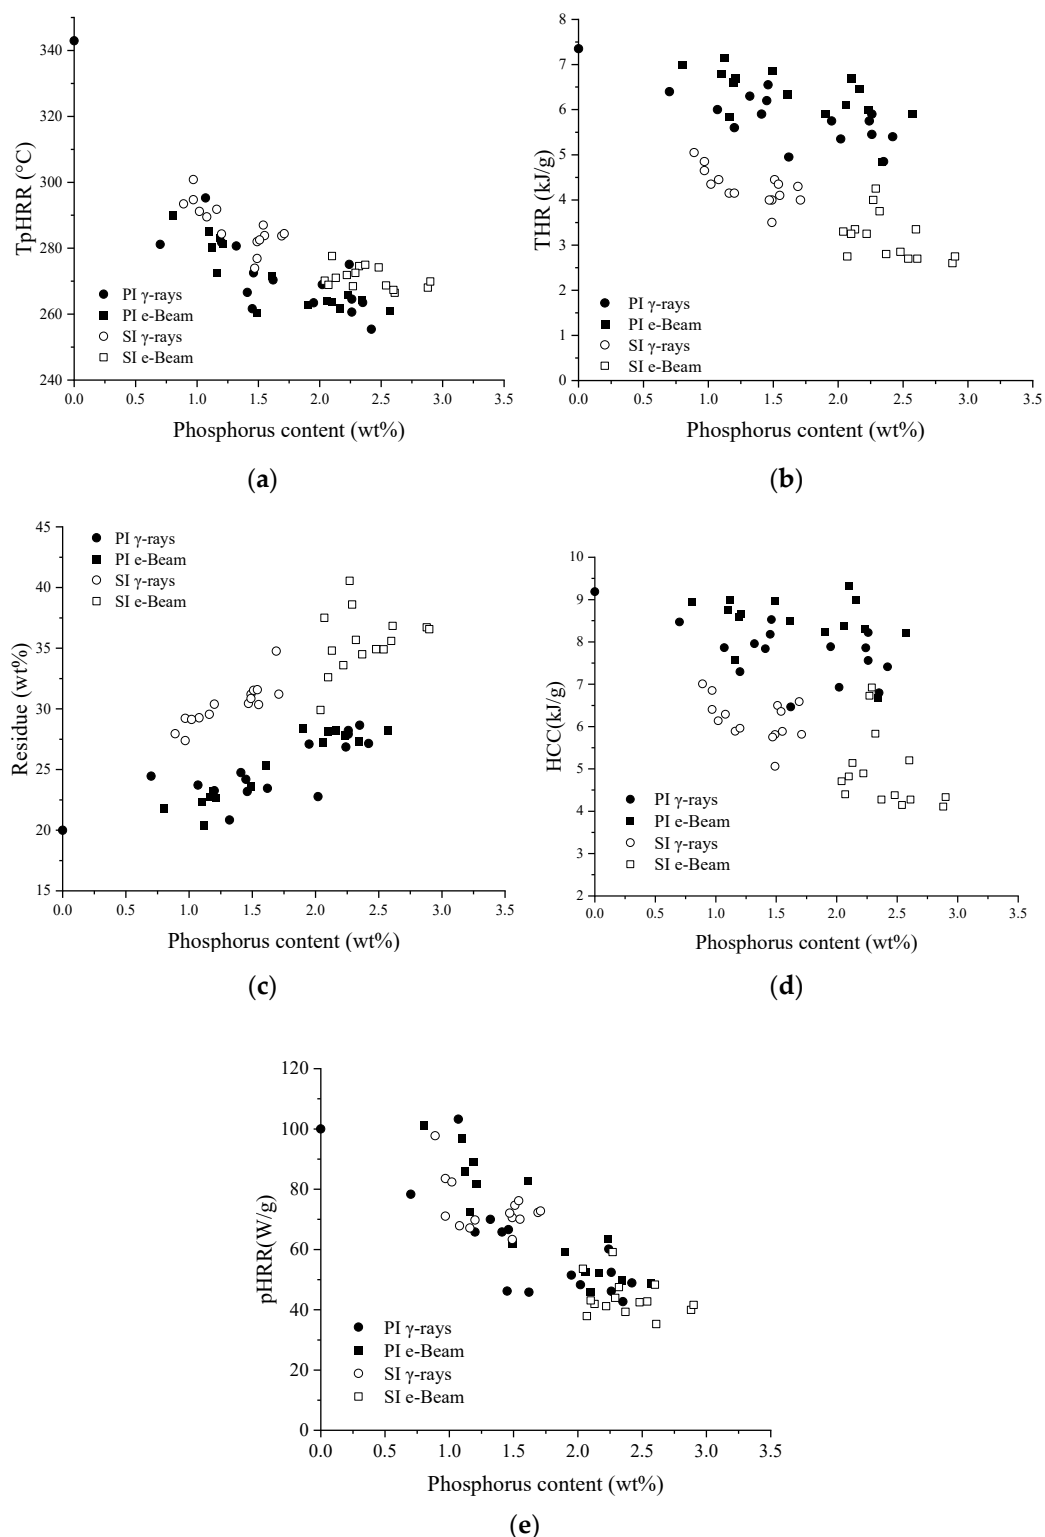 340
320
300
280
260
240
TpHRR (°C)
PI γ-rays
PI e-Beam
SI γ-rays
SI e-Beam
0.0 0.5 1.0 1.5 2.0 2.5 3.0 3.5
Phosphorus content (wt%)
(a)
8
7
6
5
4
3
2
1
0
THR (kJ/g)
PI γ-rays
PI e-Beam
SI γ-rays
SI e-Beam
0.0 0.5 1.0 1.5 2.0 2.5 3.0 3.5
Phosphorus content (wt%)
(b)
45
40
35
30
25
20
15
Residue (wt%)
PI γ-rays
PI e-Beam
SI γ-rays
SI e-Beam
0.0 0.5 1.0 1.5 2.0 2.5 3.0 3.5
Phosphorus content (wt%)
(c)
10
9
8
7
6
5
4
3
2
HCC(kJ/g)
PI γ-rays
PI e-Beam
SI γ-rays
SI e-Beam
0.0 0.5 1.0 1.5 2.0 2.5 3.0 3.5
Phosphorus content (wt%)
(d)
120
100
80
60
40
20
0
pHRR(W/g)
PI γ-rays
PI e-Beam
SI γ-rays
SI e-Beam
0.0 0.5 1.0 1.5 2.0 2.5 3.0 3.5
Phosphorus content (wt%)
(e)